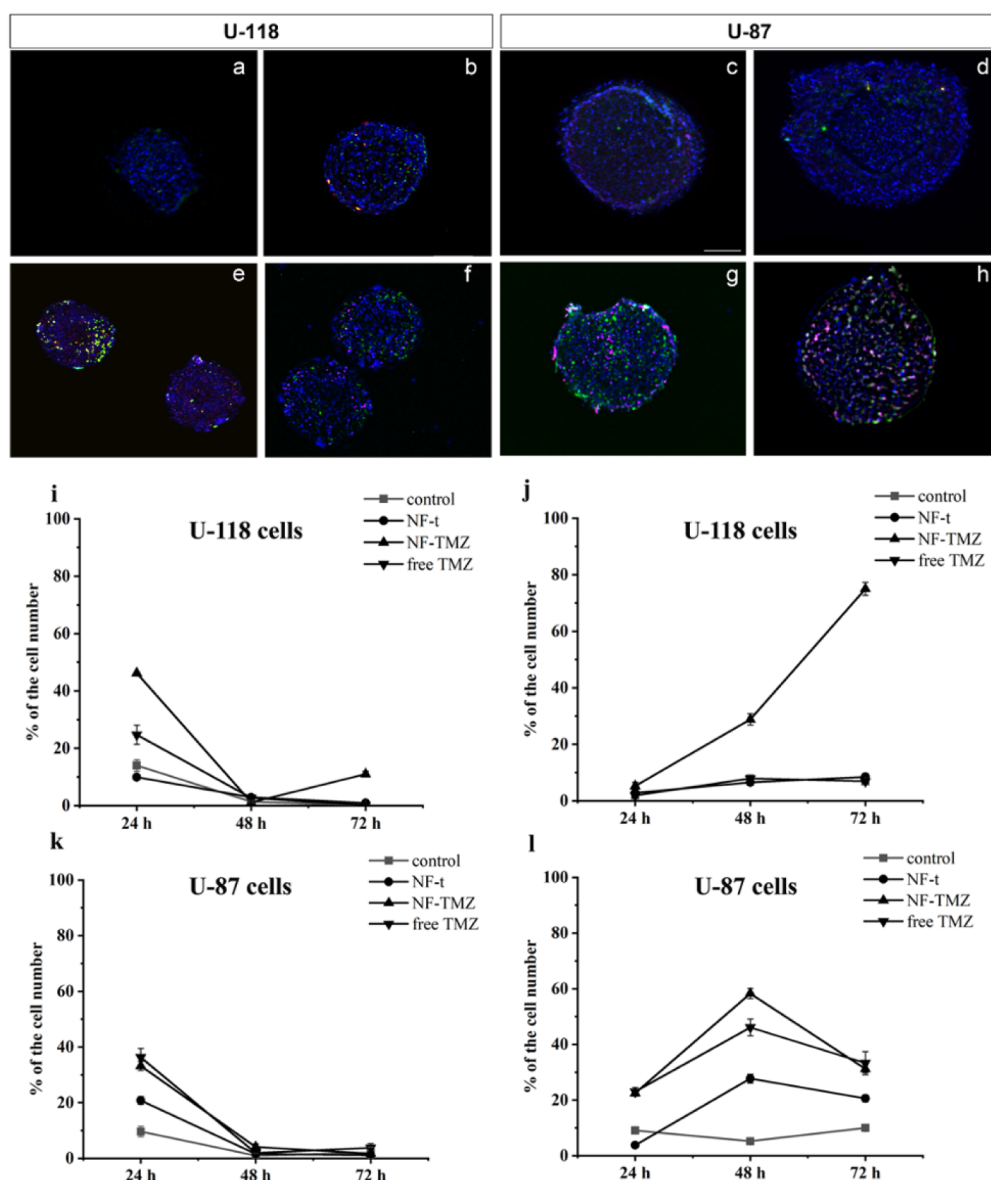 U-118
U-87
a
b
c
d
e
f
g
h
i
U-118 cells
control
NF-t
NF-TMZ
free TMZ
% of the cell number
100
80
60
40
20
0
24 h
48 h
72 h
j
U-118 cells
control
NF-t
NF-TMZ
free TMZ
% of the cell number
100
80
60
40
20
0
24 h
48 h
72 h
k
U-87 cells
control
NF-t
NF-TMZ
free TMZ
% of the cell number
100
80
60
40
20
0
24 h
48 h
72 h
l
U-87 cells
control
NF-t
NF-TMZ
free TMZ
% of the cell number
100
80
60
40
20
0
24 h
48 h
72 h